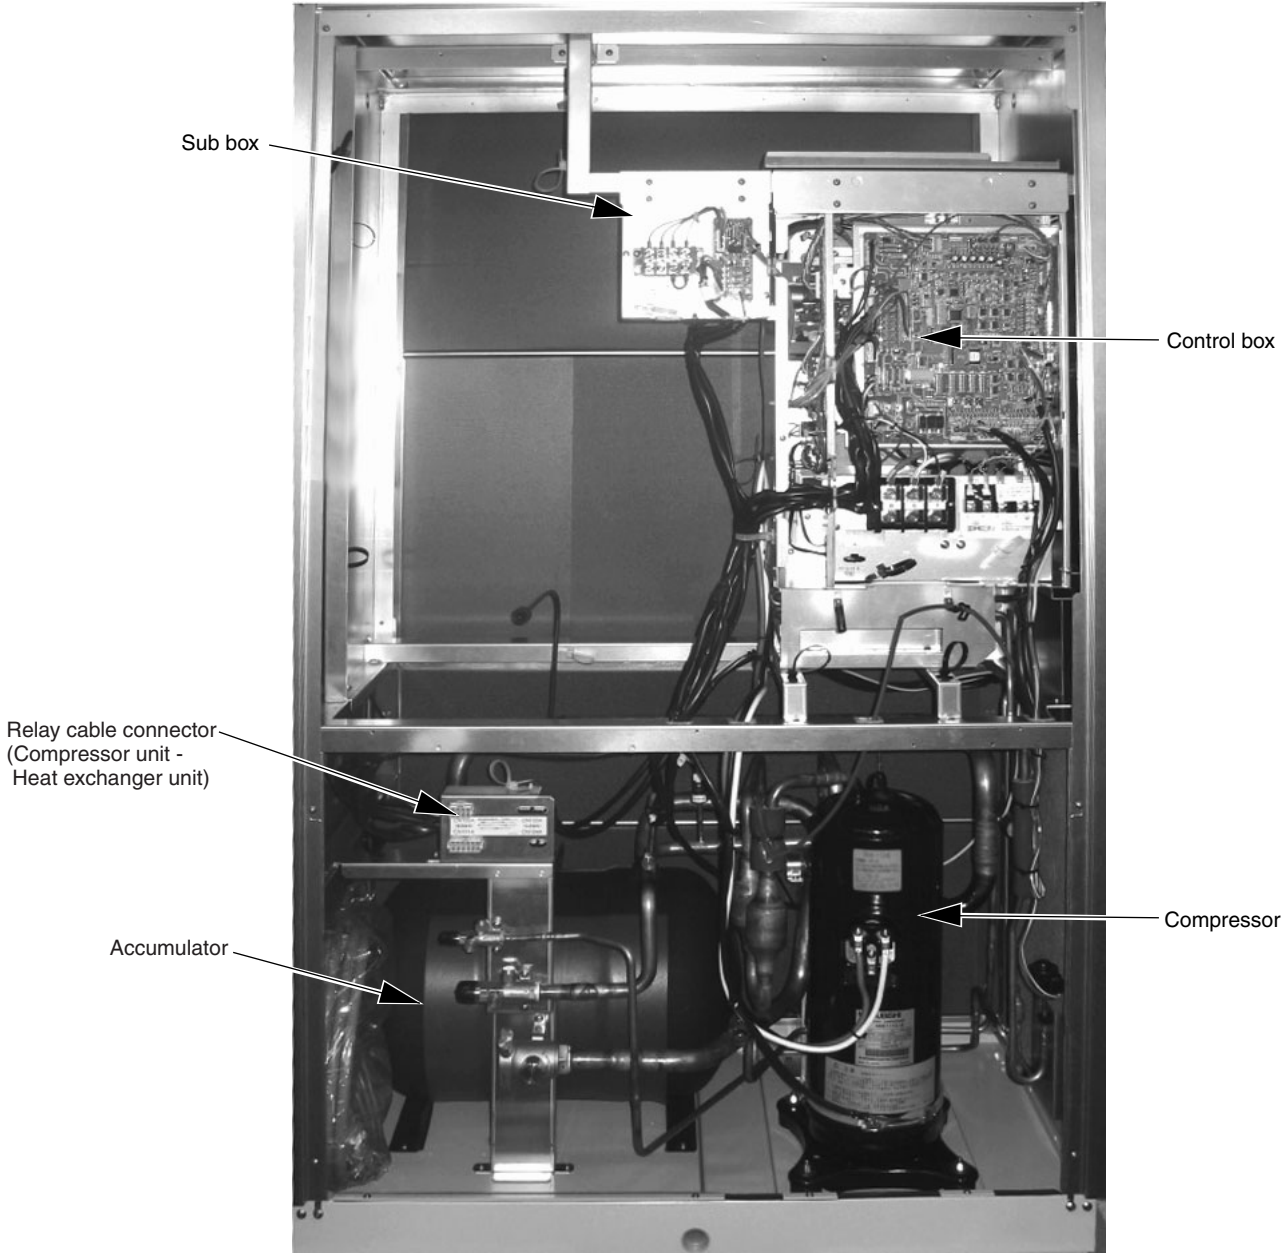 Sub box
Control box
Relay cable connector
(Compressor unit -
Heat exchanger unit)
Compressor
Accumulator